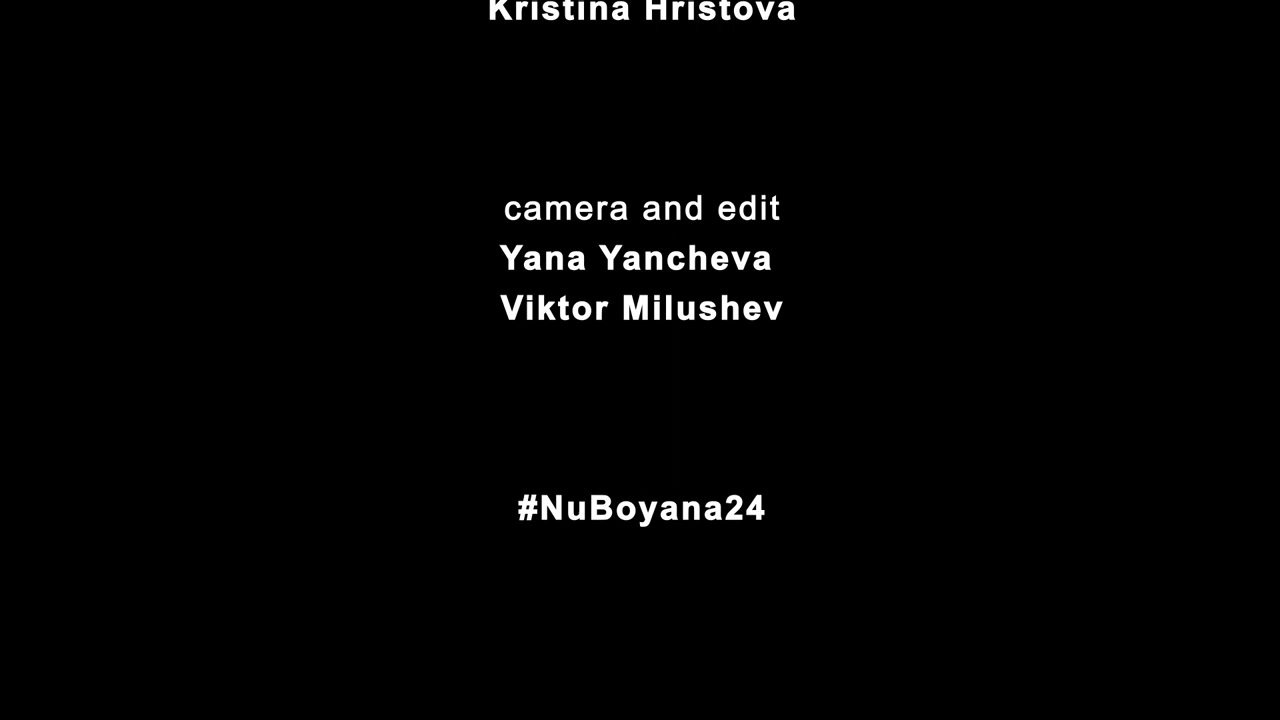 Kristina Hristova
camera and edit
Yana Yancheva
Viktor Milushev
#NuBoyana24